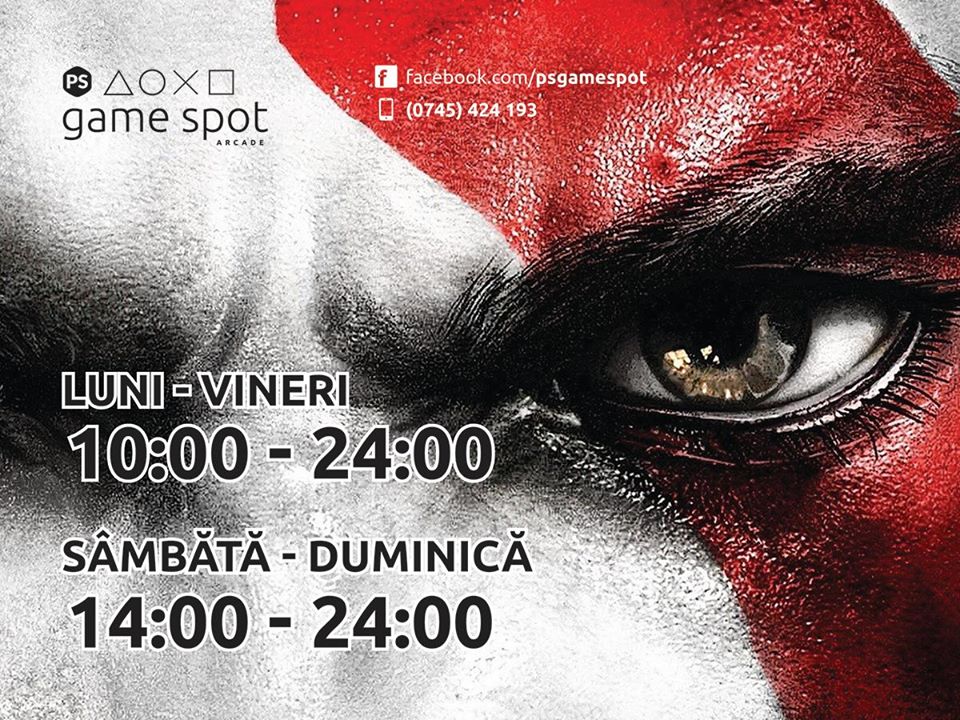 PS
game spot
ARCADE
f facebook.com/psgamespot
(0745) 424 193
LUNI - VINERI
10:00 - 24:00
SÂMBĂTĂ - DUMINICĂ
14:00 - 24:00